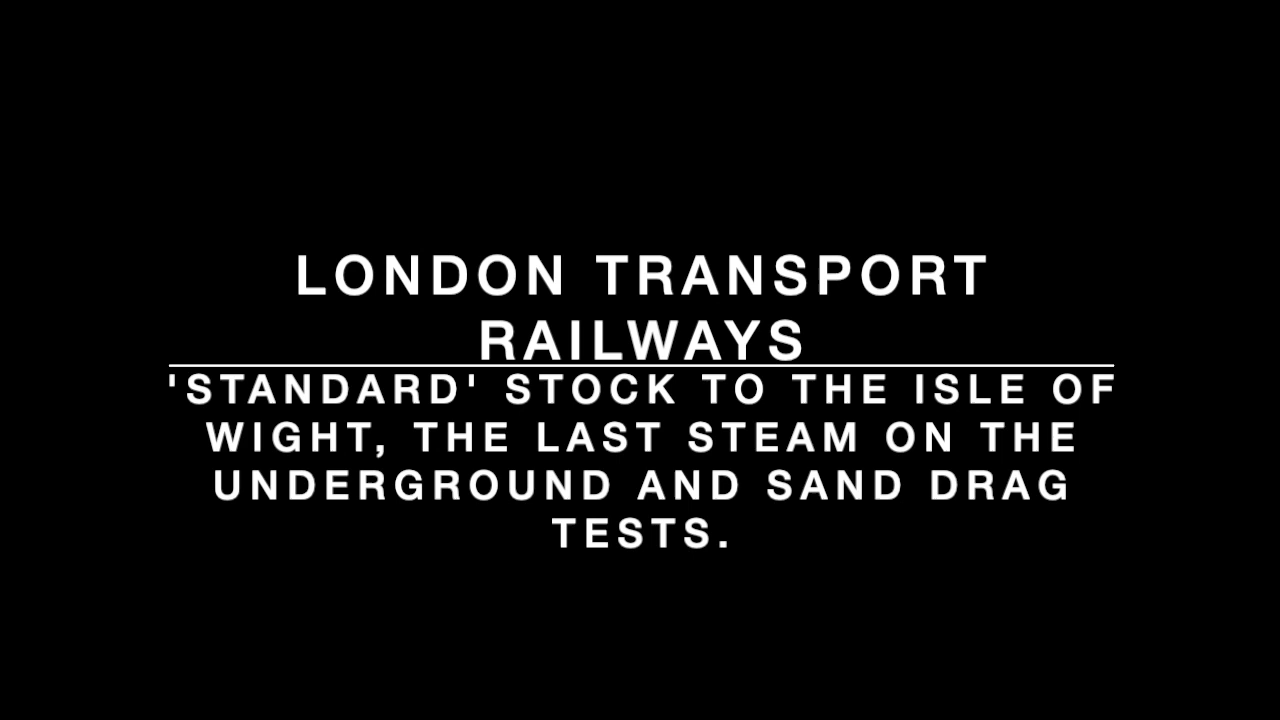 LONDON TRANSPORT
RAILWAYS
'STANDARD' STOCK TO THE ISLE OF
WIGHT, THE LAST STEAM ON THE
UNDERGROUND AND SAND DRAG
TESTS.